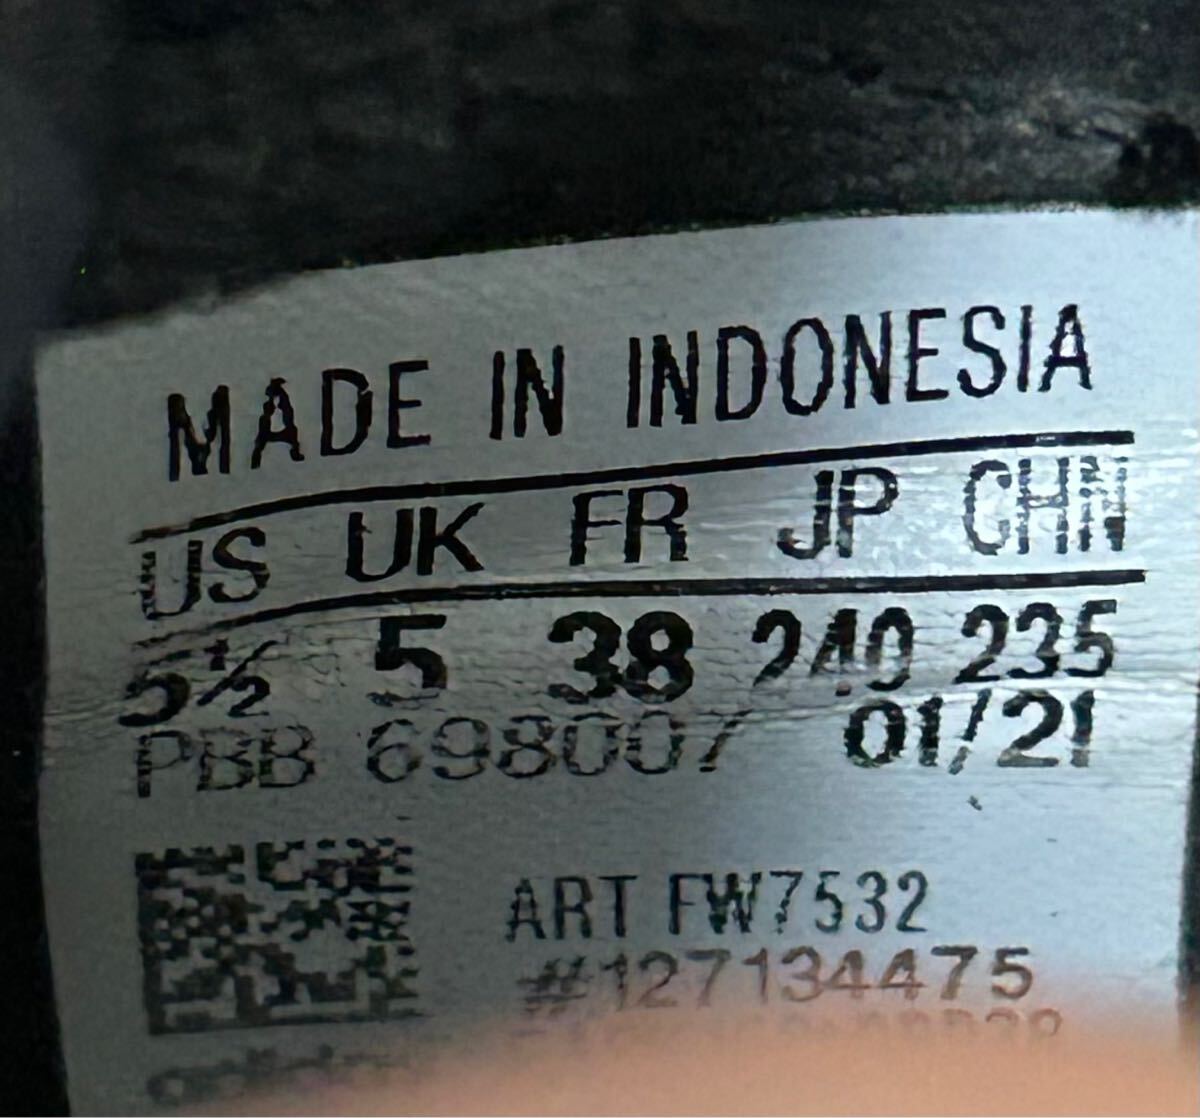 MADE IN INDONESIA
US UK FR JP CHN
5½ 5 38 240 235
PBB 698007 01/21
ART FW7532
#127134475
adidas